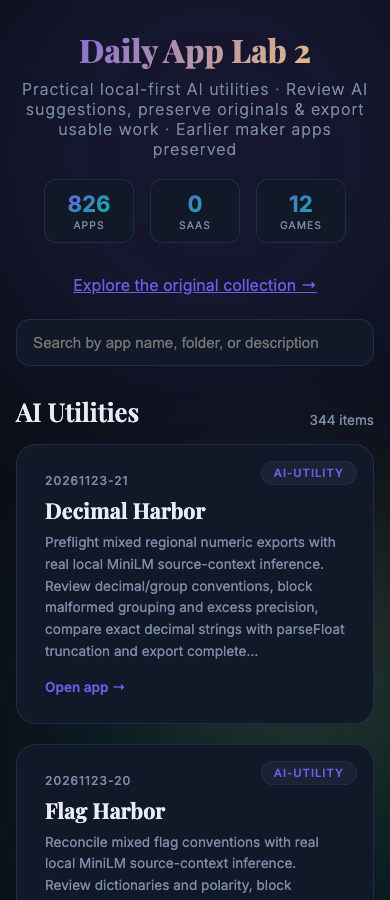 Daily App Lab 2
Practical local-first AI utilities · Review AI
suggestions, preserve originals & export
usable work · Earlier maker apps
preserved
826
APPS
0
SAAS
12
GAMES
Explore the original collection →
Search by app name, folder, or description
AI Utilities
344 items
20261123-21
AI-UTILITY
Decimal Harbor
Preflight mixed regional numeric exports with
real local MiniLM source-context inference.
Review decimal/group conventions, block
malformed grouping and excess precision,
compare exact decimal strings with parseFloat
truncation and export complete...
Open app →
20261123-20
AI-UTILITY
Flag Harbor
Reconcile mixed flag conventions with real
local MiniLM source-context inference.
Review dictionaries and polarity, block